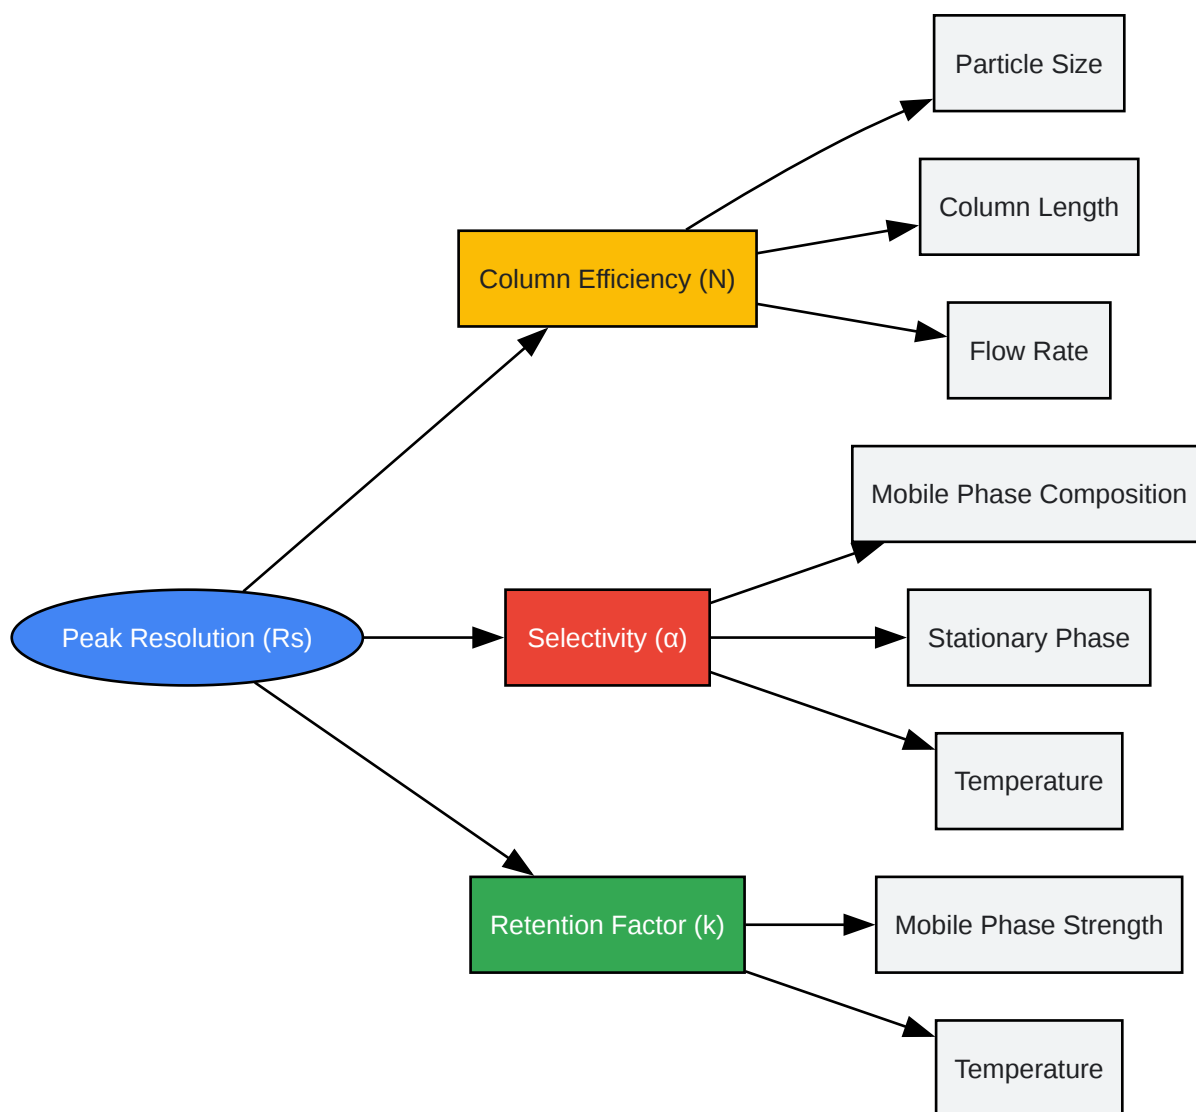 Particle Size
Column Length
Column Efficiency (N)
Flow Rate
Mobile Phase Composition
Peak Resolution (Rs)
Selectivity (α)
Stationary Phase
Temperature
Retention Factor (k)
Mobile Phase Strength
Temperature